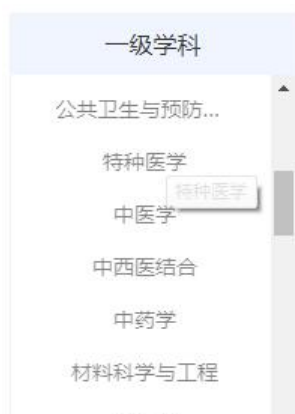 一级学科
公共卫生与预防...
特种医学
特种医学
中医学
中西医结合
中药学
材料科学与工程